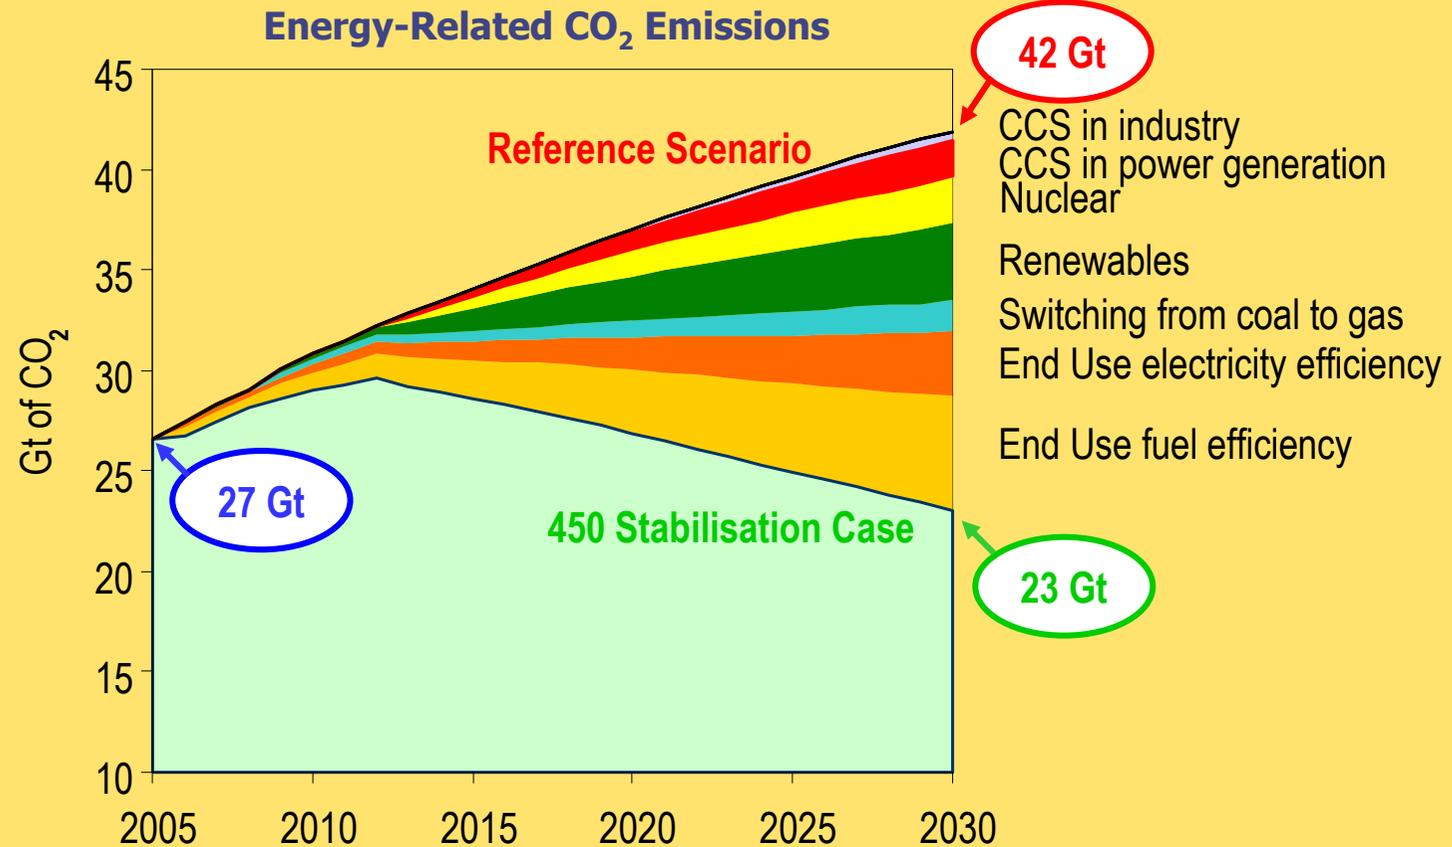 Energy-Related CO₂ Emissions
42 Gt
45
Reference Scenario
CCS in industry
CCS in power generation
40
Nuclear
35
Renewables
Switching from coal to gas
Gt of CO₂
30
End Use electricity efficiency
End Use fuel efficiency
25
27 Gt
450 Stabilisation Case
20
23 Gt
15
10
2005 2010 2015 2020 2025 2030